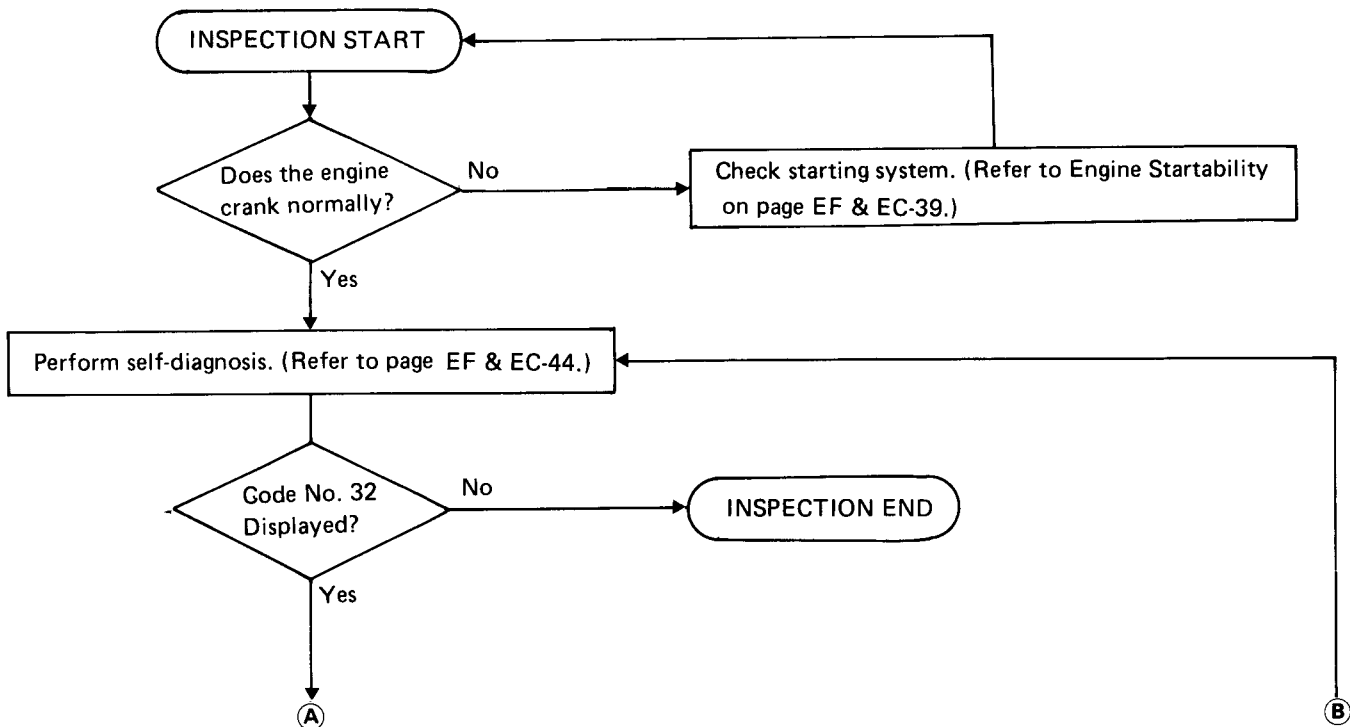 INSPECTION START
Does the engine
crank normally?
No
Check starting system. (Refer to Engine Startability
on page EF & EC-39.)
Yes
Perform self-diagnosis. (Refer to page EF & EC-44.)
Code No. 32
Displayed?
No
INSPECTION END
Yes
A
B